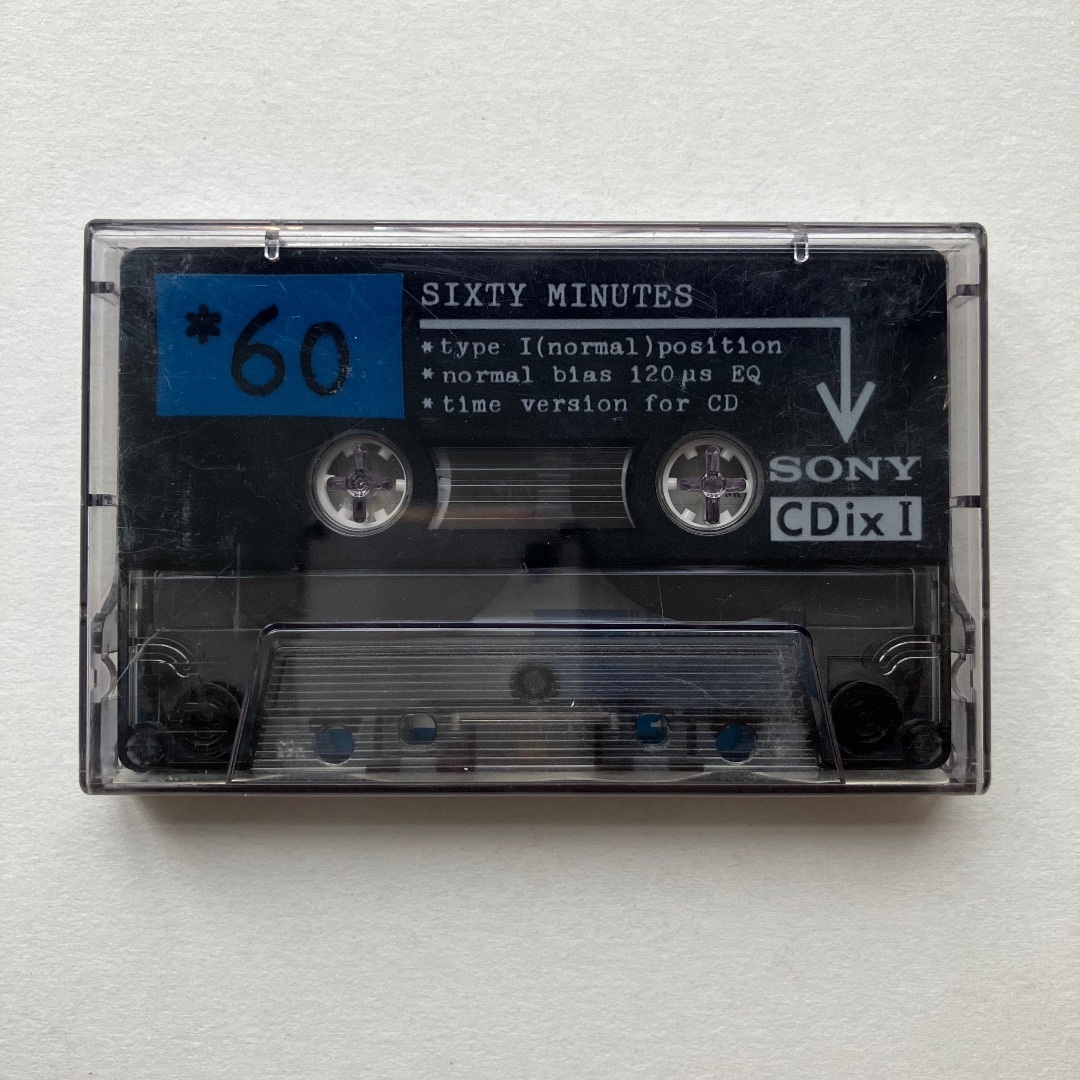 *60
SIXTY MINUTES
*type I(normal)position
*normal bias 120µs EQ
*time version for CD
SONY
CDix I